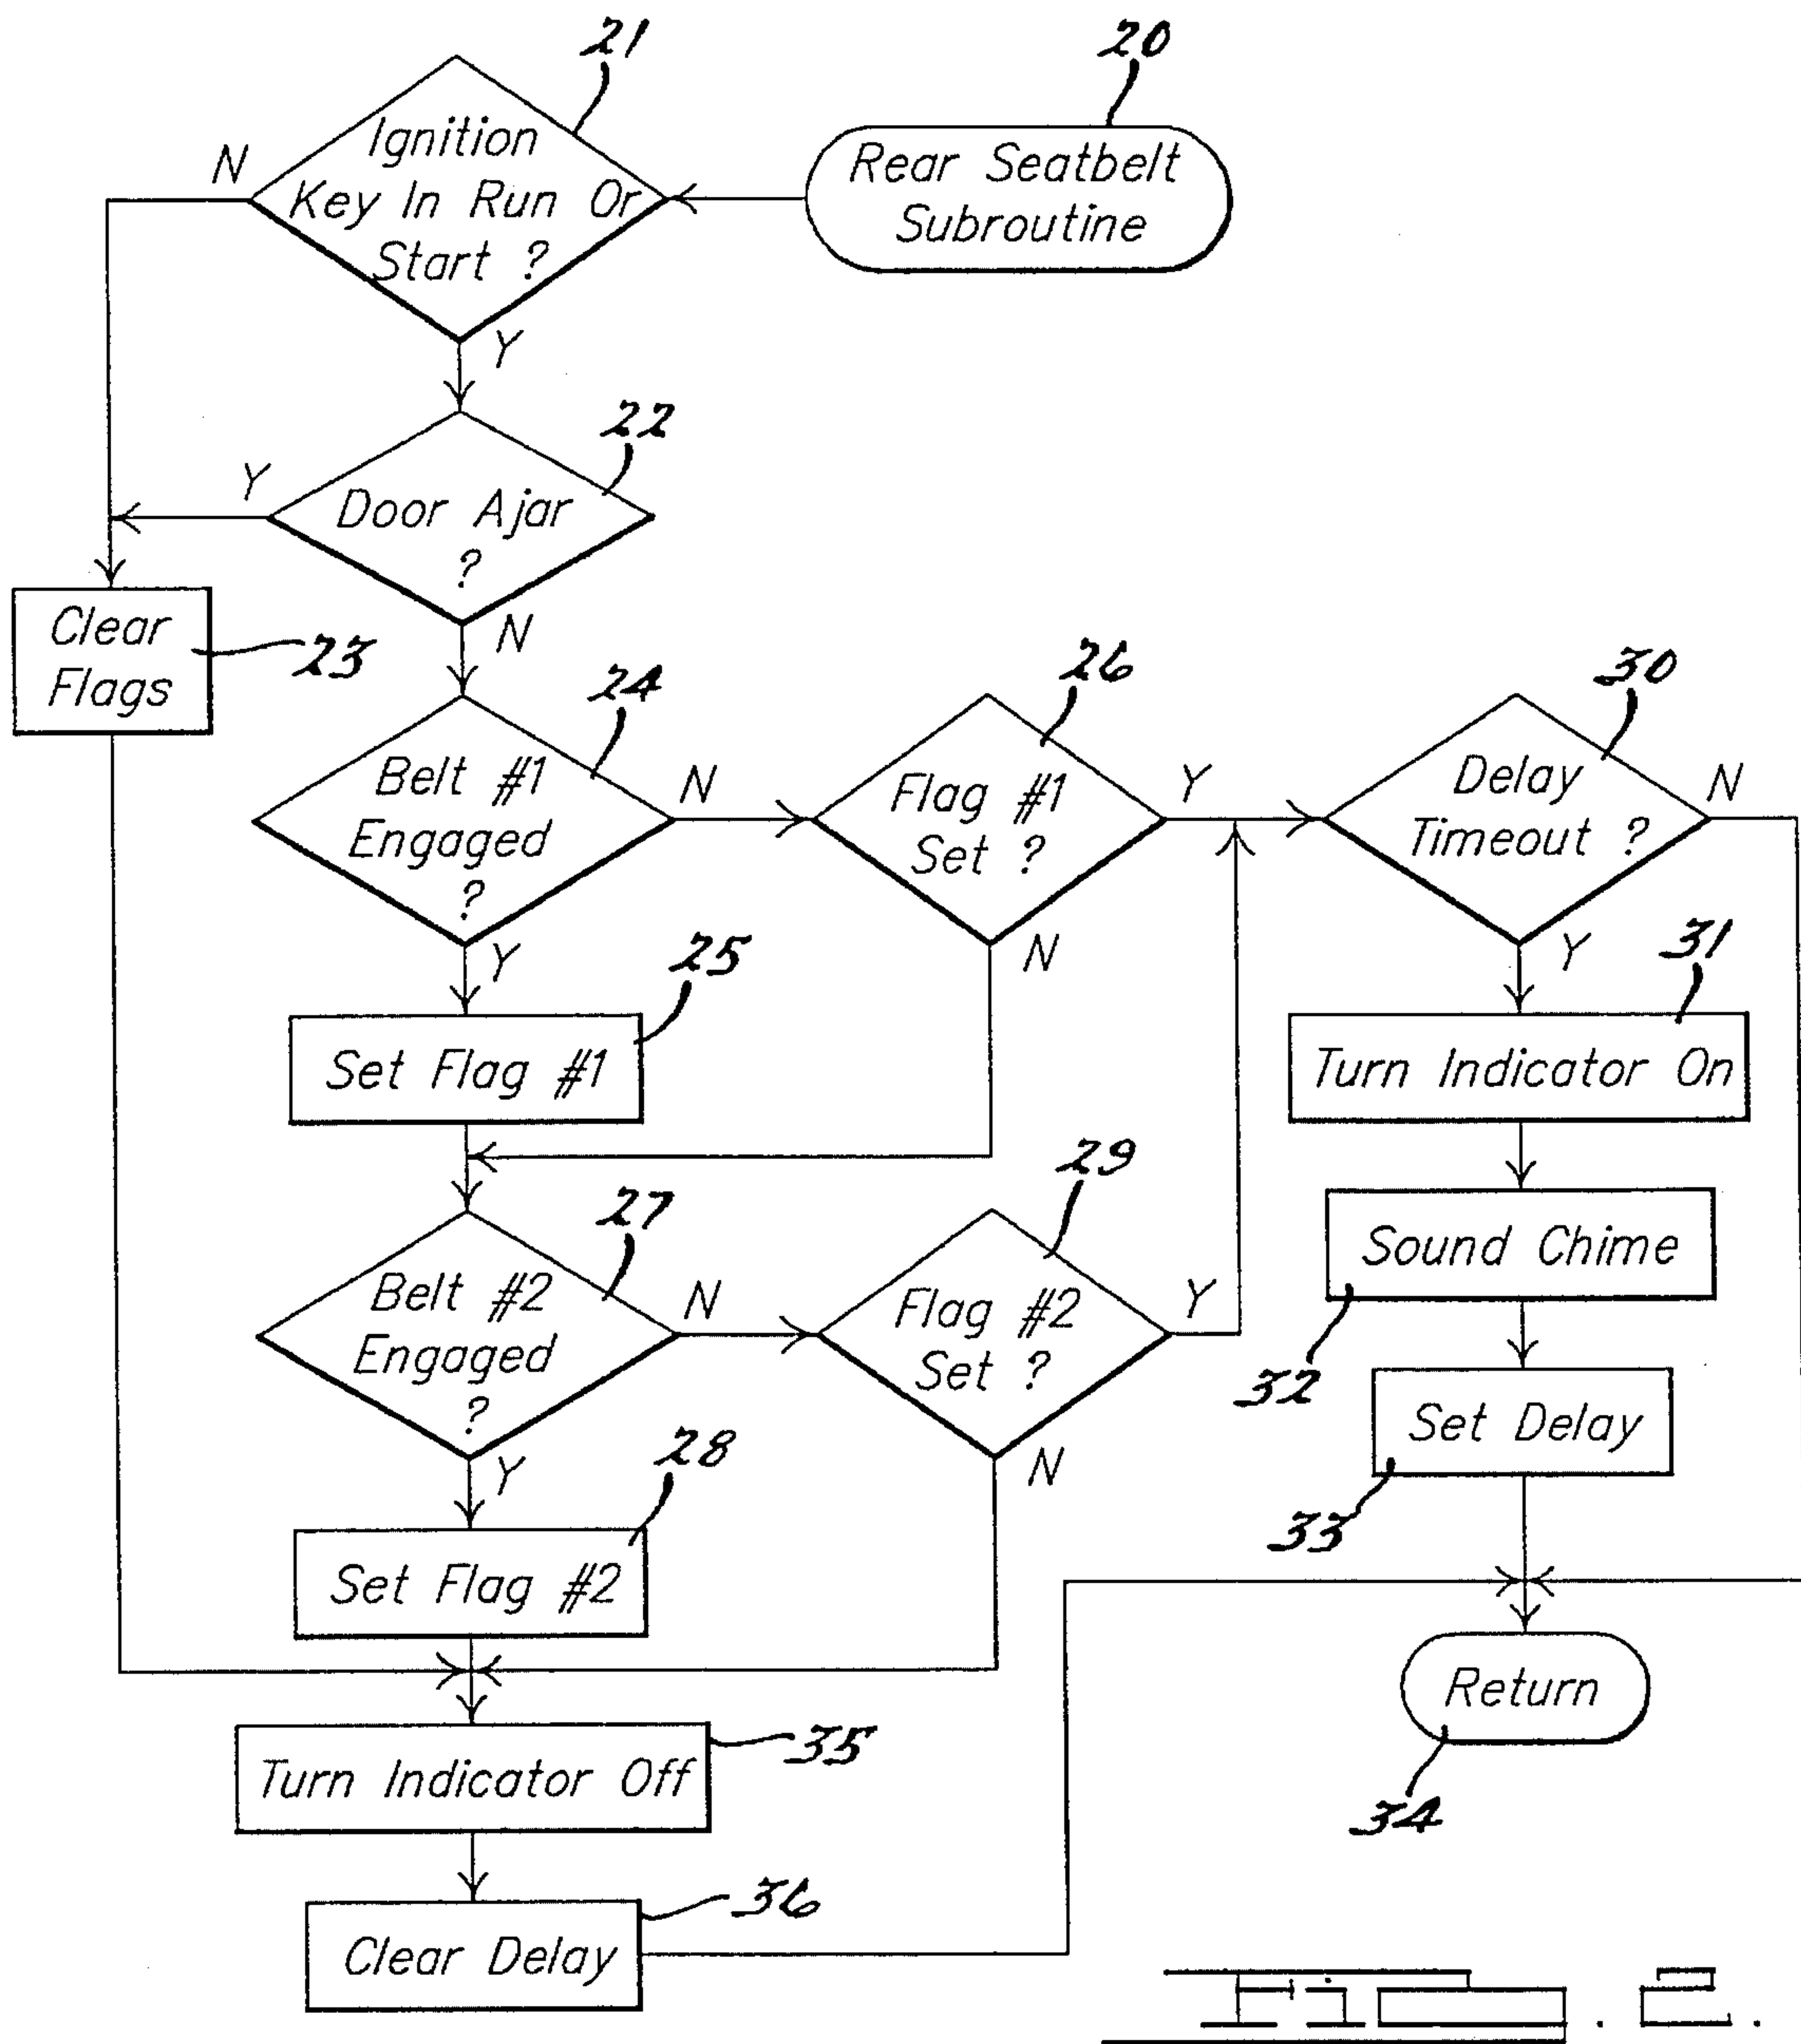 21
20
Ignition
Key In Run Or
Start ?
N
Y
Rear Seatbelt
Subroutine
22
Door Ajar
?
Y
N
Clear
Flags
23
24
Belt #1
Engaged
?
N
Y
26
Flag #1
Set ?
Y
N
30
Delay
Timeout ?
N
Y
25
Set Flag #1
31
Turn Indicator On
27
Belt #2
Engaged
?
N
Y
29
Flag #2
Set ?
Y
N
Sound Chime
32
Set Delay
33
28
Set Flag #2
Return
34
Turn Indicator Off
35
Clear Delay
36
FIG. 2.